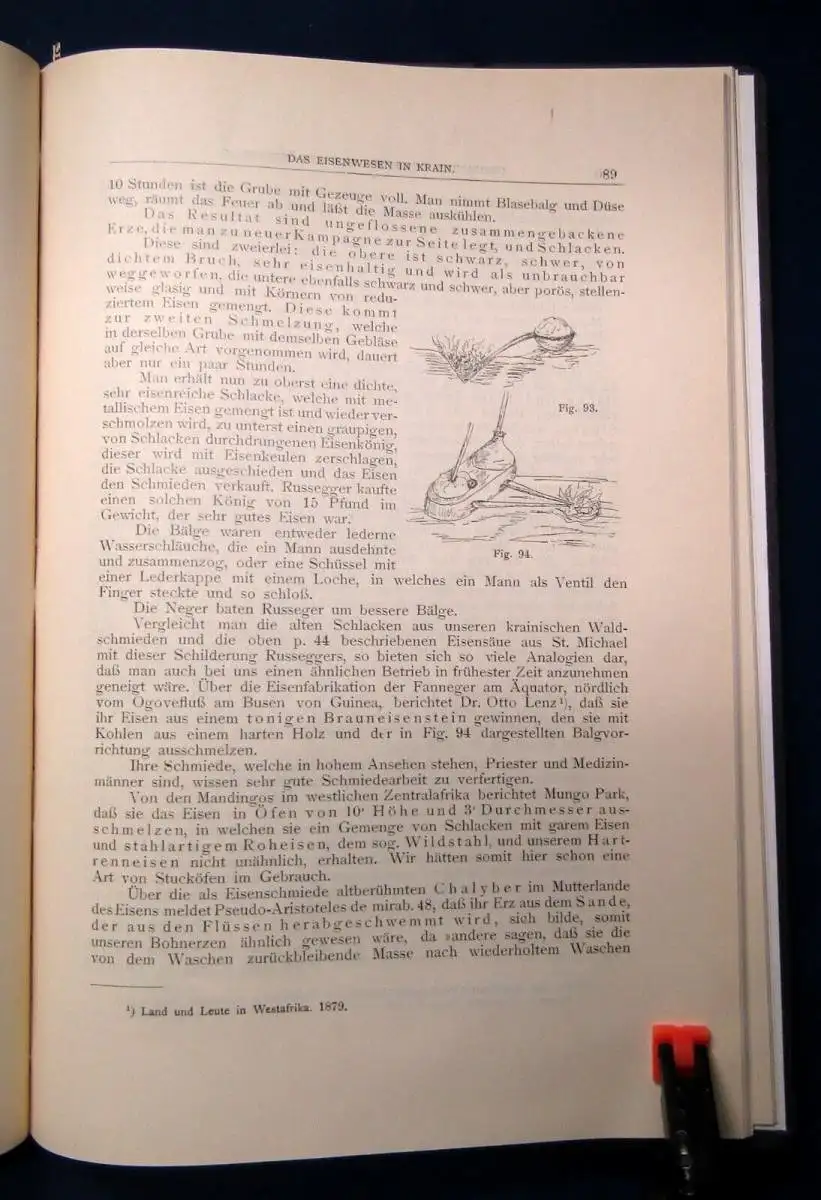 DAS EISENWESEN IN KRAIN.
89
10 Stunden ist die Grube mit Gezeuge voll. Man nimmt Blasebalg und Düse
weg, räumt das Feuer ab und läßt die Masse auskühlen.
Das Resultat sind ungeflossene zusammengebackene
Erze, die man zu neuer Kampagne zur Seite legt, und Schlacken.
Diese sind zweierlei: die obere ist schwarz, schwer, von
dichtem Bruch, sehr eisenhaltig und wird als unbrauchbar
weggeworfen, die untere ebenfalls schwarz und schwer, aber porös, stellen-
weise glasig und mit Körnern von redu-
ziertem Eisen gemengt. Diese kommt
zur zweiten Schmelzung, welche
in derselben Grube mit demselben Gebläse
auf gleiche Art vorgenommen wird, dauert
aber nur ein paar Stunden.
Man erhält nun zu oberst eine dichte,
sehr eisenreiche Schlacke, welche mit me-
tallischem Eisen gemengt ist und wieder ver-
schmolzen wird, zu unterst einen graupigen,
von Schlacken durchdrungenen Eisenkönig,
dieser wird mit Eisenkeulen zerschlagen,
die Schlacke ausgeschieden und das Eisen
den Schmieden verkauft. Russegger kaufte
einen solchen König von 15 Pfund im
Gewicht, der sehr gutes Eisen war.
Die Bälge waren entweder lederne
Wasserschläuche, die ein Mann ausdehnte
und zusammenzog, oder eine Schüssel mit
Fig. 93.
Fig. 94.
einer Lederkappe mit einem Loche, in welches ein Mann als Ventil den
Finger steckte und so schloß.
Die Neger baten Russeger um bessere Bälge.
Vergleicht man die alten Schlacken aus unseren krainischen Wald-
schmieden und die oben p. 44 beschriebenen Eisensäue aus St. Michael
mit dieser Schilderung Russeggers, so bieten sich so viele Analogien dar,
daß man auch bei uns einen ähnlichen Betrieb in frühester Zeit anzunehmen
geneigt wäre. Über die Eisenfabrikation der Fanneger am Äquator, nördlich
vom Ogovefluß am Busen von Guinea, berichtet Dr. Otto Lenz¹), daß sie
ihr Eisen aus einem tonigen Brauneisenstein gewinnen, den sie mit
Kohlen aus einem harten Holz und der in Fig. 94 dargestellten Balgvor-
richtung ausschmelzen.
Ihre Schmiede, welche in hohem Ansehen stehen, Priester und Medizin-
männer sind, wissen sehr gute Schmiedearbeit zu verfertigen.
Von den Mandingos im westlichen Zentralafrika berichtet Mungo Park,
daß sie das Eisen in Öfen von 10' Höhe und 3' Durchmesser aus-
schmelzen, in welchen sie ein Gemenge von Schlacken mit garem Eisen
und stahlartigem Roheisen, dem sog. Wildstahl, und unserem Hart-
renneisen nicht unähnlich, erhalten. Wir hätten somit hier schon eine
Art von Stucköfen im Gebrauch.
Über die als Eisenschmiede altberühmten Chalyber im Mutterlande
des Eisens meldet Pseudo-Aristoteles de mirab. 48, daß ihr Erz aus dem Sande,
der aus den Flüssen herabgeschwemmt wird, sich bilde, somit
unseren Bohnerzen ähnlich gewesen wäre, da »andere sagen, daß sie die
von dem Waschen zurückbleibende Masse nach wiederholtem Waschen
¹) Land und Leute in Westafrika. 1879.